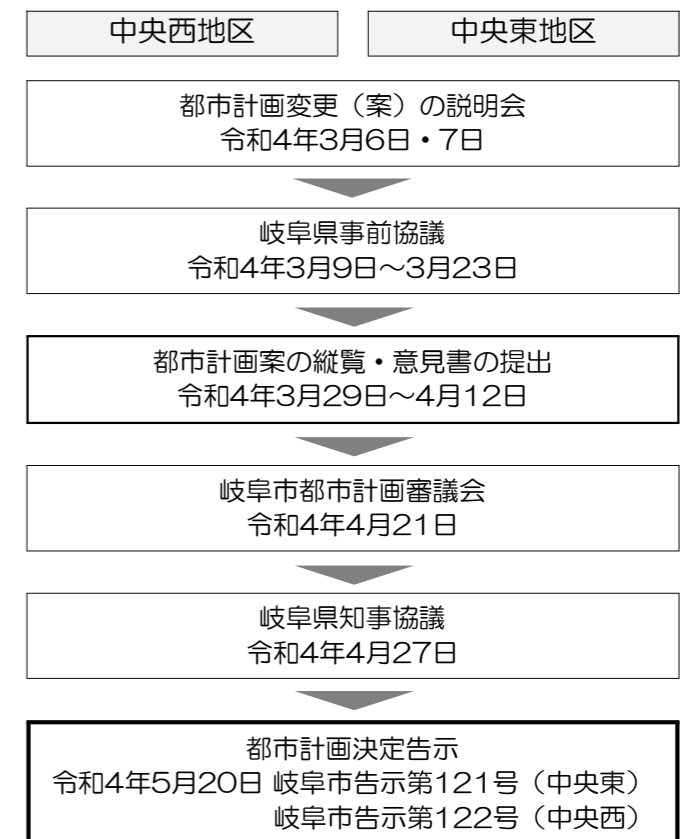 中央西地区
中央東地区
都市計画変更（案）の説明会
令和4年3月6日・7日
岐阜県事前協議
令和4年3月9日～3月23日
都市計画案の縦覧・意見書の提出
令和4年3月29日～4月12日
岐阜市都市計画審議会
令和4年4月21日
岐阜県知事協議
令和4年4月27日
都市計画決定告示
令和4年5月20日 岐阜市告示第121号（中央東）
岐阜市告示第122号（中央西）